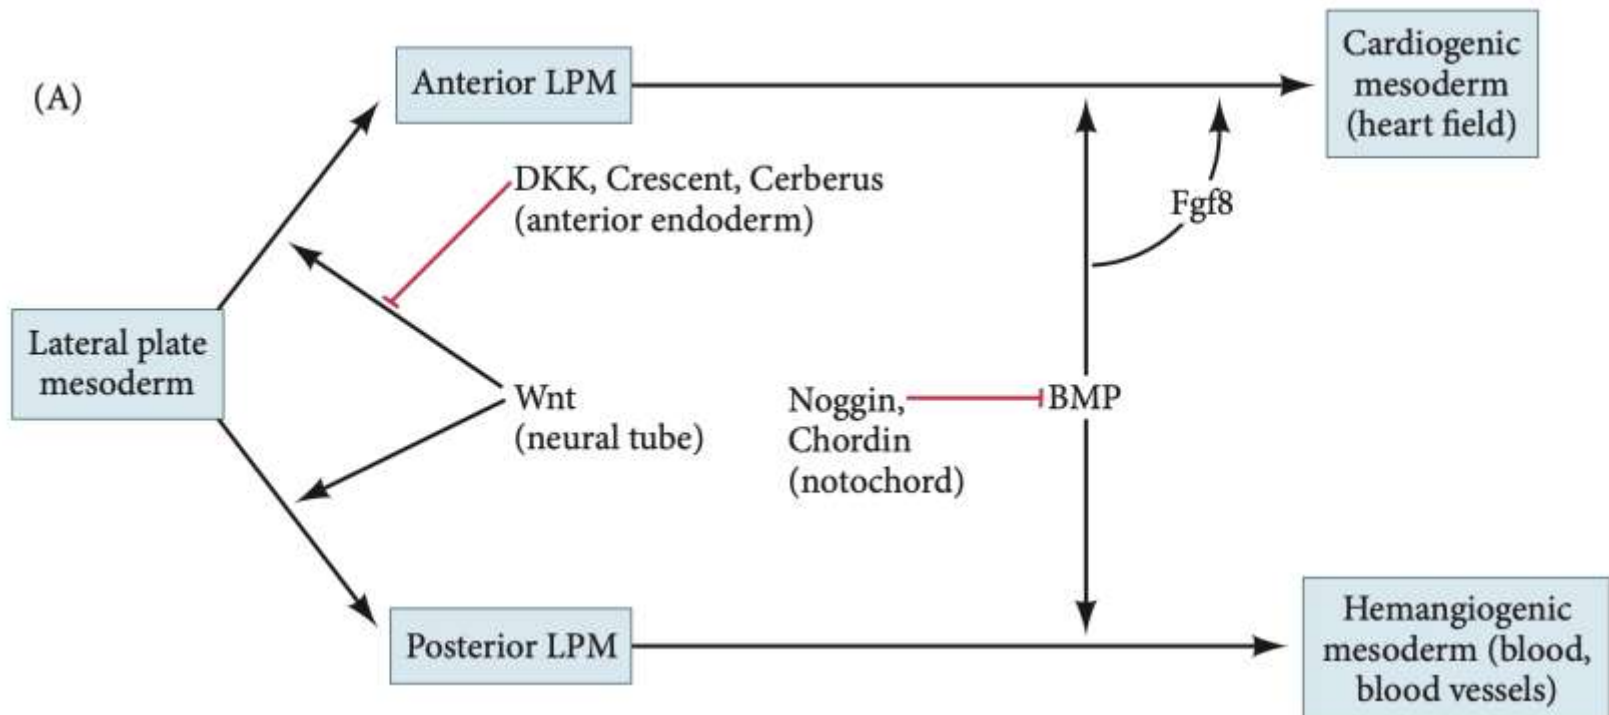 (A)
Anterior LPM
Cardiogenic
mesoderm
(heart field)
DKK, Crescent, Cerberus
(anterior endoderm)
Fgf8
Lateral plate
mesoderm
Wnt
(neural tube)
Noggin,
Chordin
(notochord)
BMP
Posterior LPM
Hemangiogenic
mesoderm (blood,
blood vessels)